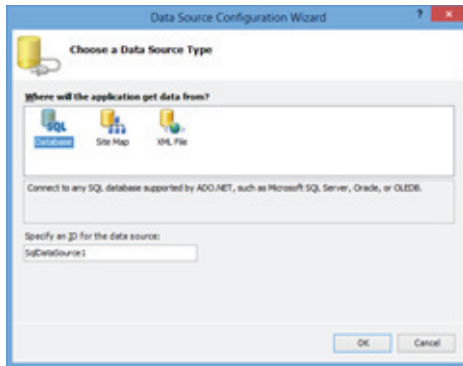 Data Source Configuration Wizard
?
Choose a Data Source Type
Where will the application get data from?
SQL
Database Site Map XML File
Connect to any SQL database supported by ADO.NET, such as Microsoft SQL Server, Oracle, or OLEDB.
Specify an ID for the data source:
SqlDataSource1
OK Cancel